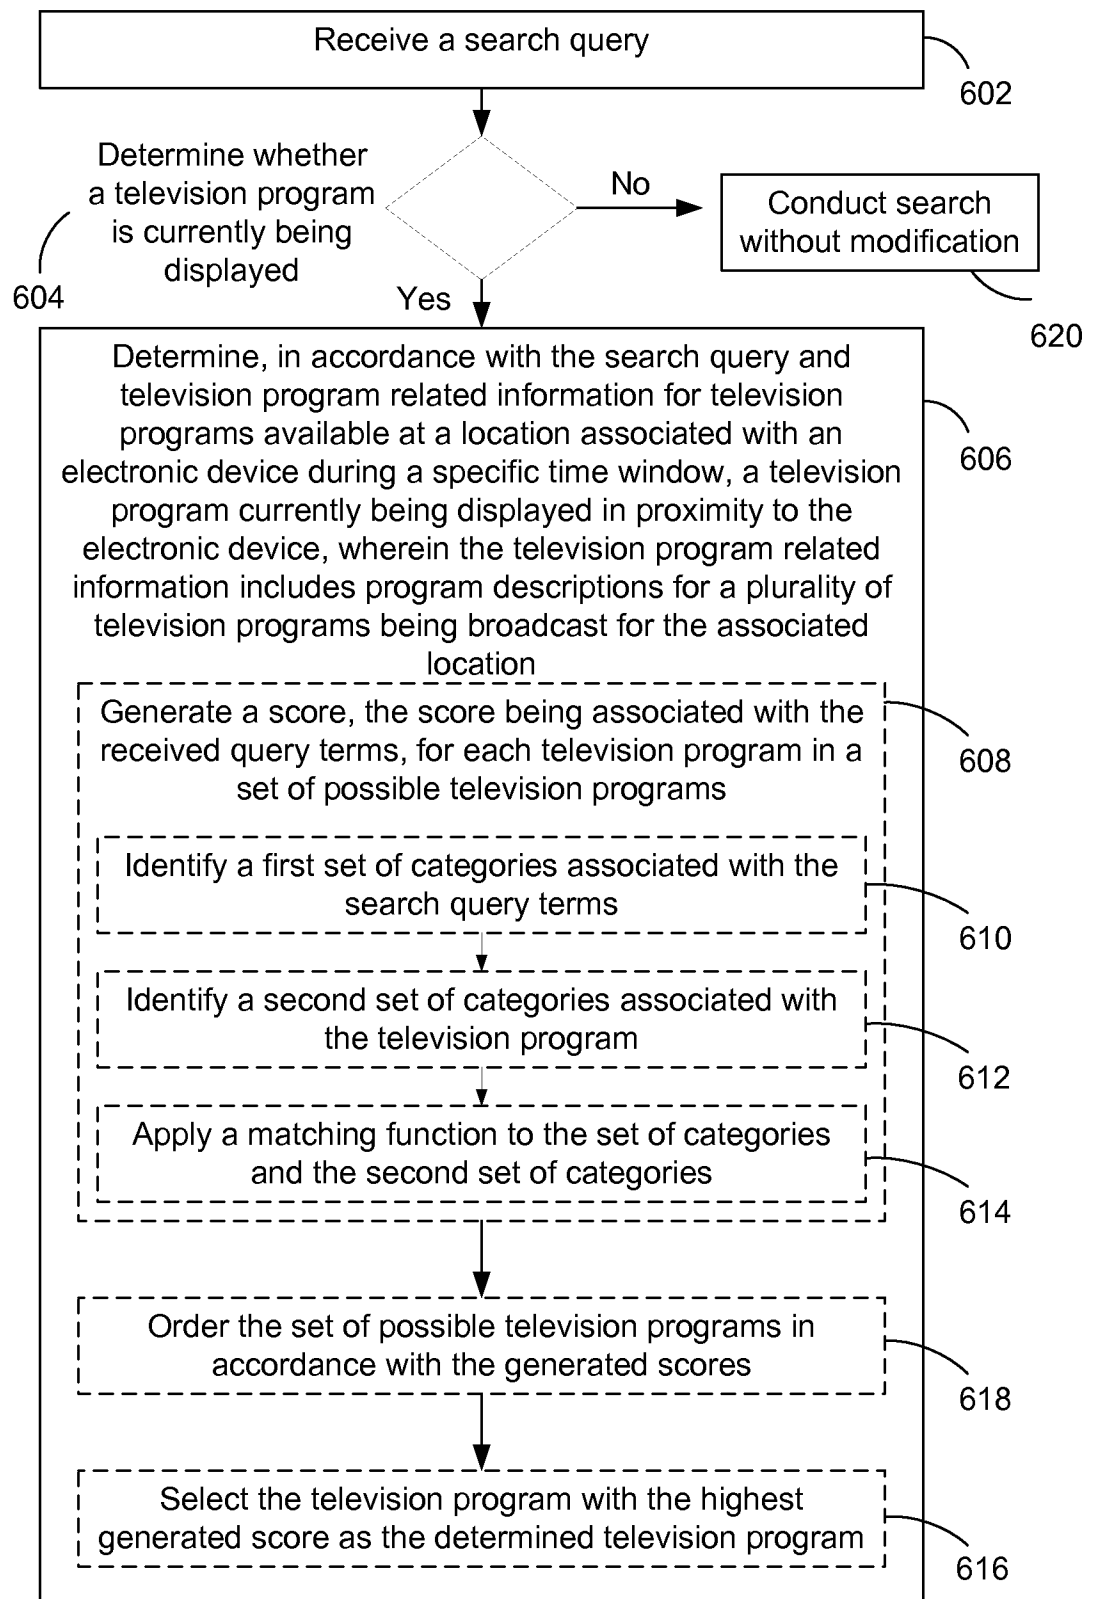 Receive a search query
602
Determine whether
a television program
is currently being
displayed
604
No
Conduct search
without modification
620
Yes
Determine, in accordance with the search query and
television program related information for television
programs available at a location associated with an
electronic device during a specific time window, a television
program currently being displayed in proximity to the
electronic device, wherein the television program related
information includes program descriptions for a plurality of
television programs being broadcast for the associated
location
606
Generate a score, the score being associated with the
received query terms, for each television program in a
set of possible television programs
608
Identify a first set of categories associated with the
search query terms
610
Identify a second set of categories associated with
the television program
612
Apply a matching function to the set of categories
and the second set of categories
614
Order the set of possible television programs in
accordance with the generated scores
618
Select the television program with the highest
generated score as the determined television program
616